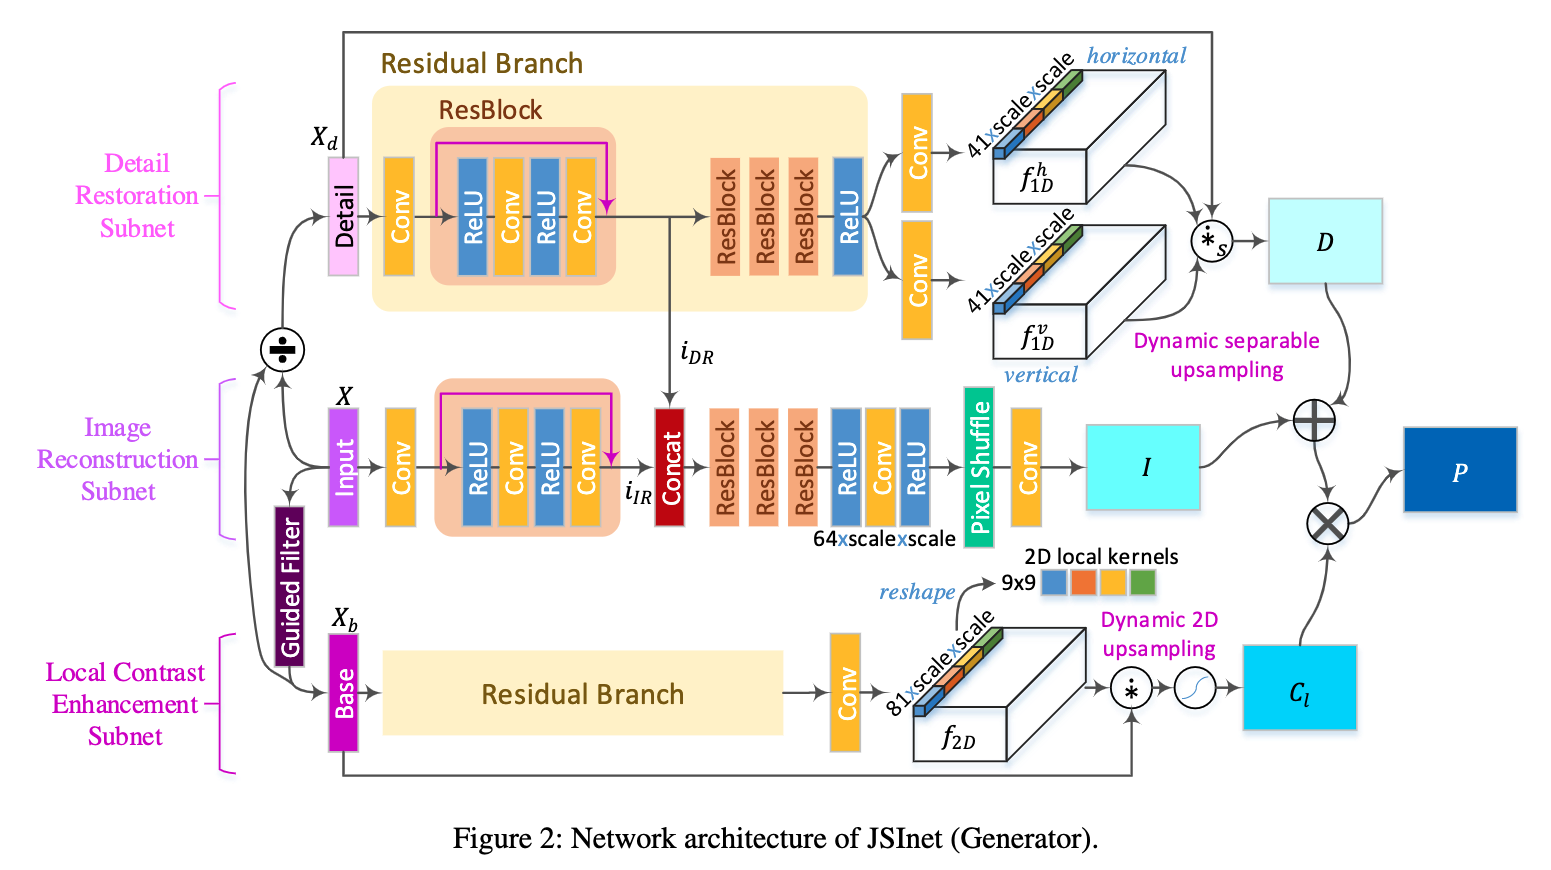 Residual Branch
ResBlock
horizontal
41xscalexscale
Detail
Restoration
Subnet
X_d
Detail
Conv
ReLU
Conv
ReLU
Conv
ResBlock
ResBlock
ResBlock
ReLU
Conv
Conv
f_{1D}^h
41xscalexscale
f_{1D}^v
vertical
*s
D
Dynamic separable
upsampling
÷
i_{DR}
Image
Reconstruction
Subnet
X
Input
Conv
ReLU
Conv
ReLU
Conv
i_{IR}
Concat
ResBlock
ResBlock
ResBlock
ReLU
Conv
ReLU
64xscalexscale
Pixel Shuffle
Conv
I
+
P
×
Guided Filter
Local Contrast
Enhancement
Subnet
X_b
Base
Residual Branch
Conv
reshape
2D local kernels
9x9
81xscalexscale
f_{2D}
Dynamic 2D
upsampling
*
C_l
Figure 2: Network architecture of JSInet (Generator).